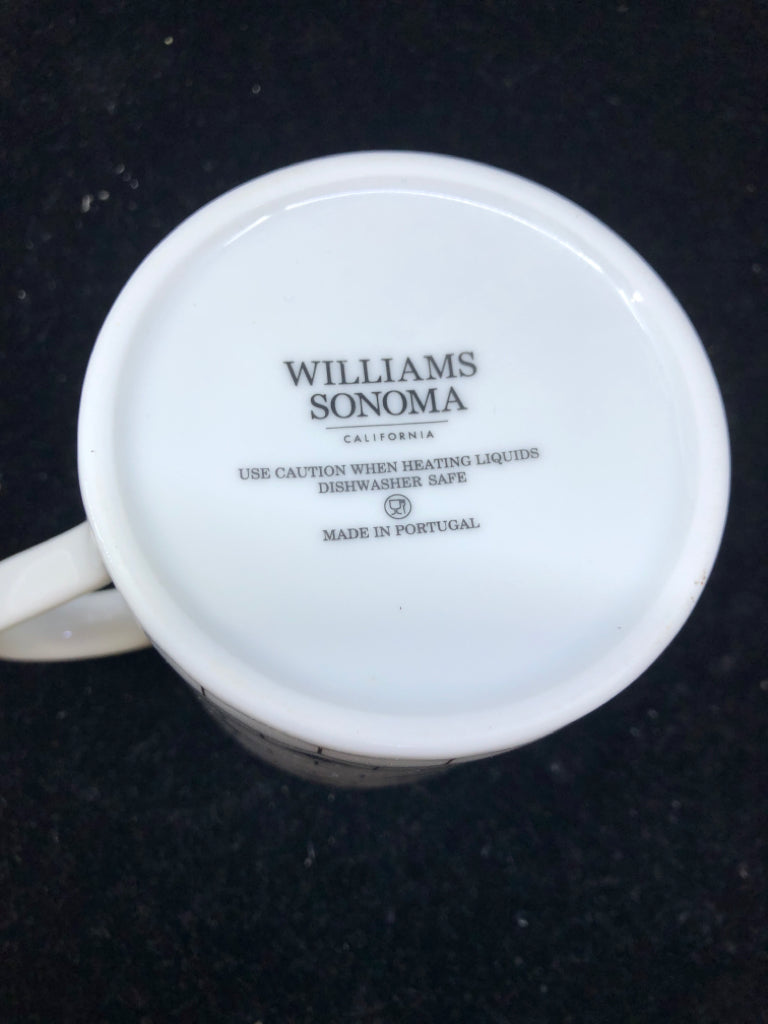 WILLIAMS
SONOMA
CALIFORNIA
USE CAUTION WHEN HEATING LIQUIDS
DISHWASHER SAFE
MADE IN PORTUGAL